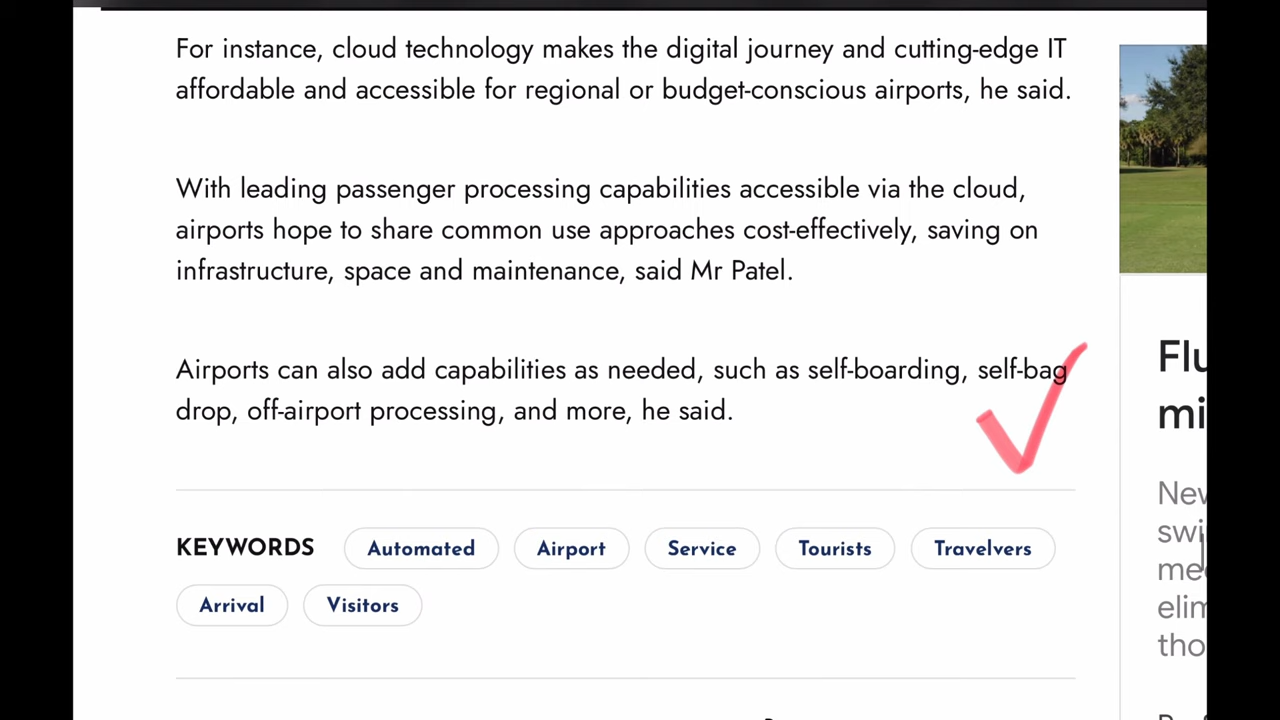 For instance, cloud technology makes the digital journey and cutting-edge IT
affordable and accessible for regional or budget-conscious airports, he said.
With leading passenger processing capabilities accessible via the cloud,
airports hope to share common use approaches cost-effectively, saving on
infrastructure, space and maintenance, said Mr Patel.
Airports can also add capabilities as needed, such as self-boarding, self-bag
drop, off-airport processing, and more, he said.
KEYWORDS Automated Airport Service Tourists Travelvers
Arrival Visitors